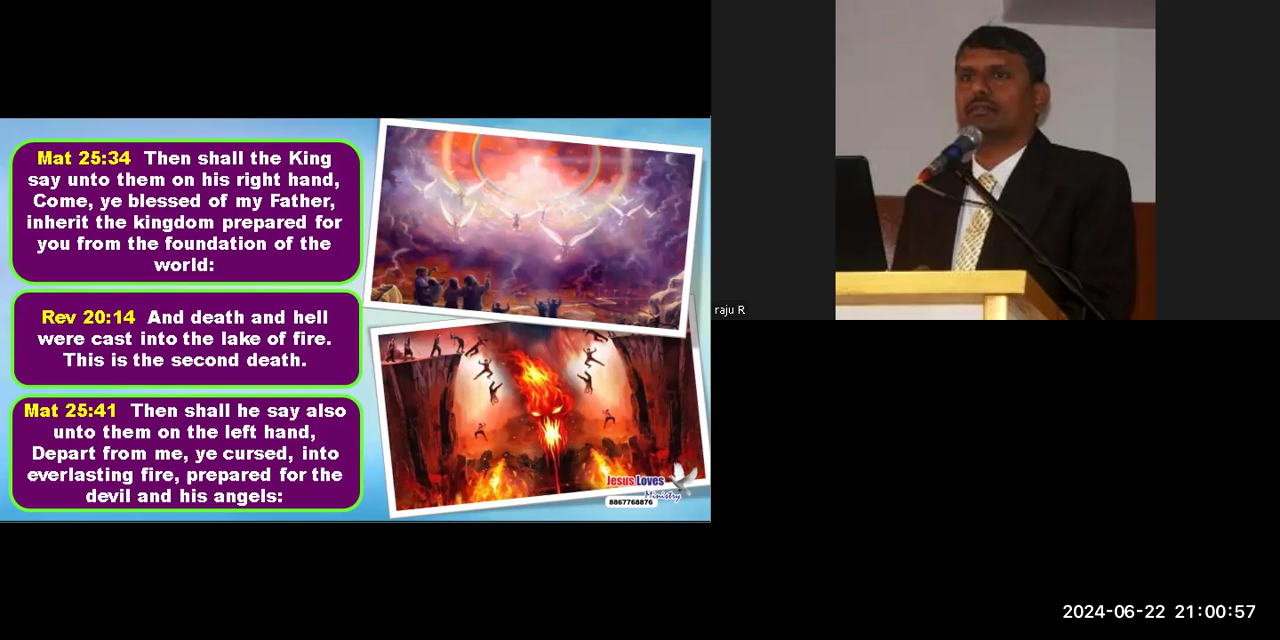 Mat 25:34 Then shall the King
say unto them on his right hand,
Come, ye blessed of my Father,
inherit the kingdom prepared for
you from the foundation of the
world:
Rev 20:14 And death and hell
were cast into the lake of fire.
This is the second death.
Mat 25:41 Then shall he say also
unto them on the left hand,
Depart from me, ye cursed, into
everlasting fire, prepared for the
devil and his angels:
Jesus Loves
Ministry
8867768876
raju R
2024-06-22 21:00:57